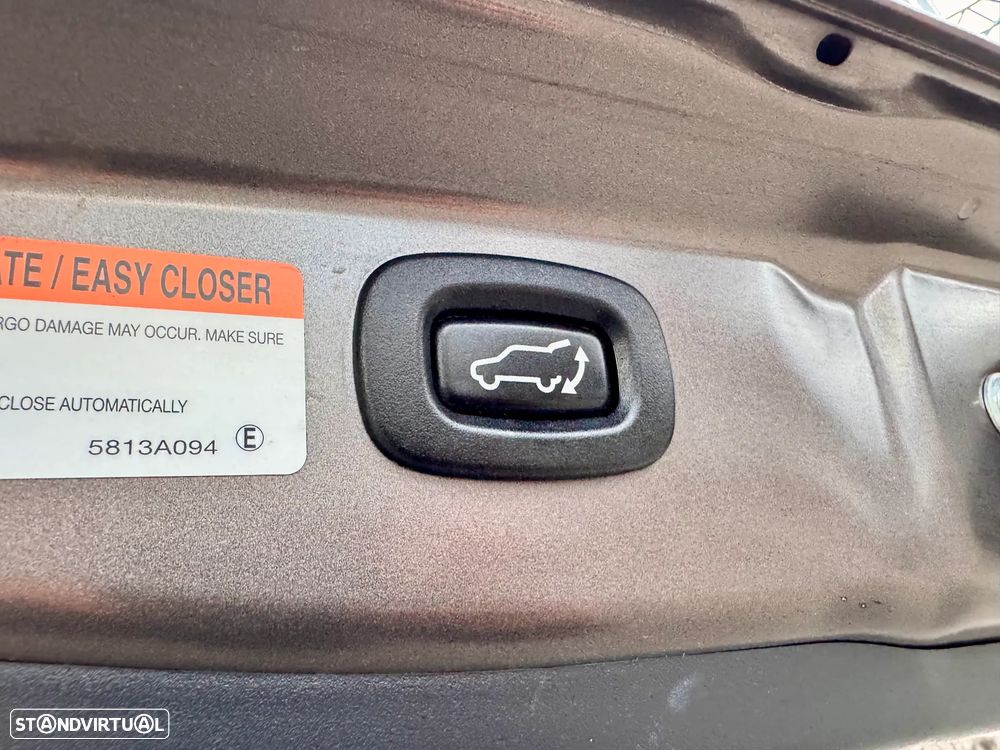 ATE / EASY CLOSER
RGO DAMAGE MAY OCCUR. MAKE SURE
CLOSE AUTOMATICALLY
5813A094 E
STANDVIRTUAL